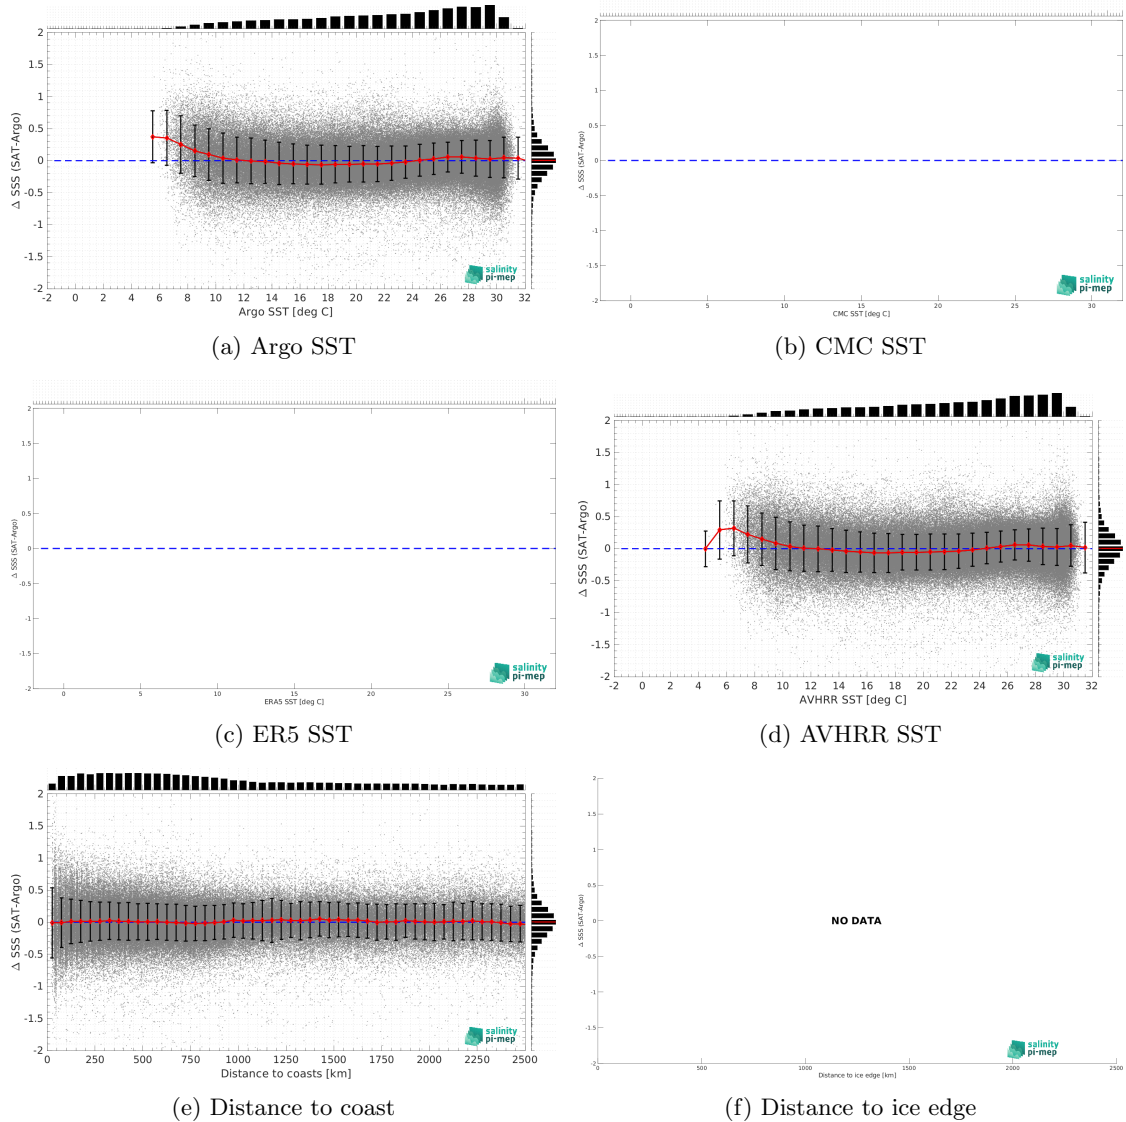 2
1.5
1
0.5
0
-0.5
-1
-1.5
-2
Δ SSS (SAT-Argo)
-2 0 2 4 6 8 10 12 14 16 18 20 22 24 26 28 30 32
Argo SST [deg C]
salinity
pi-mep
(a) Argo SST
2
1.5
1
0.5
0
-0.5
-1
-1.5
-2
Δ SSS (SAT-Argo)
0 5 10 15 20 25 30
CMC SST [deg C]
salinity
pi-mep
(b) CMC SST
2
1.5
1
0.5
0
-0.5
-1
-1.5
-2
Δ SSS (SAT-Argo)
0 5 10 15 20 25 30
ERA5 SST [deg C]
salinity
pi-mep
(c) ER5 SST
2
1.5
1
0.5
0
-0.5
-1
-1.5
-2
Δ SSS (SAT-Argo)
-2 0 2 4 6 8 10 12 14 16 18 20 22 24 26 28 30 32
AVHRR SST [deg C]
salinity
pi-mep
(d) AVHRR SST
2
1.5
1
0.5
0
-0.5
-1
-1.5
-2
Δ SSS (SAT-Argo)
0 250 500 750 1000 1250 1500 1750 2000 2250 2500
Distance to coasts [km]
salinity
pi-mep
(e) Distance to coast
2
1.5
1
0.5
0
-0.5
-1
-1.5
-2
Δ SSS (SAT-Argo)
NO DATA
0 500 1000 1500 2000 2500
Distance to ice edge [km]
salinity
pi-mep
(f) Distance to ice edge